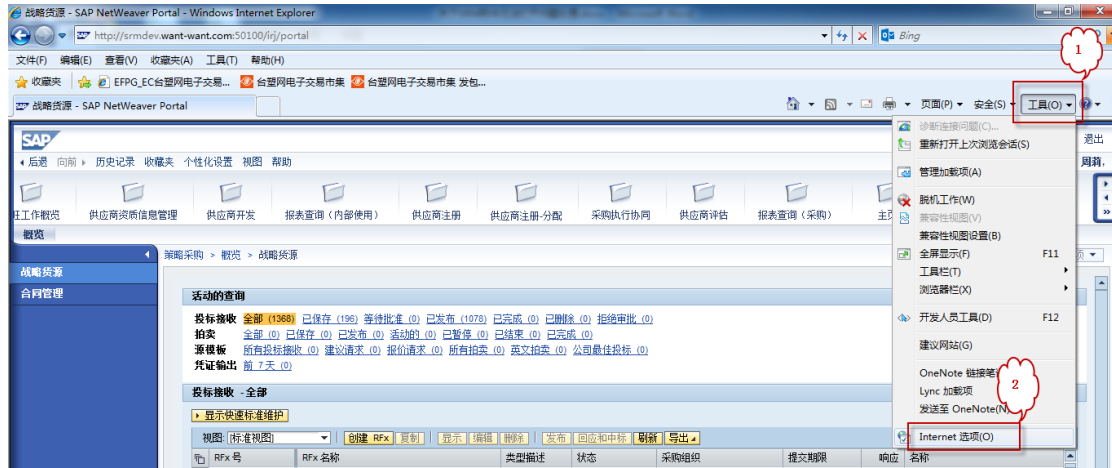 战略货源 - SAP NetWeaver Portal - Windows Internet Explorer
http://srmdev.want-want.com:50100/irj/portal
Bing
1
文件(F) 编辑(E) 查看(V) 收藏夹(A) 工具(T) 帮助(H)
收藏夹 EFPG_EC台塑网电子交易... 台塑网电子交易市集 台塑网电子交易市集 发包...
战略货源 - SAP NetWeaver Portal
页面(P) 安全(S) 工具(O)
SAP
退出
后退 向前 历史记录 收藏夹 个性化设置 视图 帮助
周莉,
工作概览 供应商资质信息管理 供应商开发 报表查询(内部使用) 供应商注册 供应商注册-分配 采购执行协同 供应商评估 报表查询(采购)
概览
策略采购 > 概览 > 战略货源
战略货源
合同管理
活动的查询
投标接收 全部 (1368) 已保存 (196) 等待批准 (0) 已发布 (1078) 已完成 (0) 已删除 (0) 拒绝审批 (0)
拍卖 全部 (0) 已保存 (0) 已发布 (0) 活动的 (0) 已暂停 (0) 已结束 (0) 已完成 (0)
源模板 所有投标接收 (0) 建议请求 (0) 报价请求 (0) 所有拍卖 (0) 英文拍卖 (0) 公司最佳投标 (0)
凭证输出 前 7 天 (0)
投标接收 - 全部
显示快速标准维护
视图: [标准视图] 创建 RFx 复制 显示 编辑 删除 发布 回应和中标 刷新 导出
RFx 号 RFx 名称 类型描述 状态 采购组织 提交期限 响应 名称
诊断连接问题(C)...
重新打开上次浏览会话(S)
管理加载项(A)
脱机工作(W)
兼容性视图(V)
兼容性视图设置(B)
全屏显示(F) F11
工具栏(T)
浏览器栏(X)
开发人员工具(D) F12
建议网站(G)
OneNote 链接笔
Lync 加载项
发送至 OneNote(N)
2
Internet 选项(O)